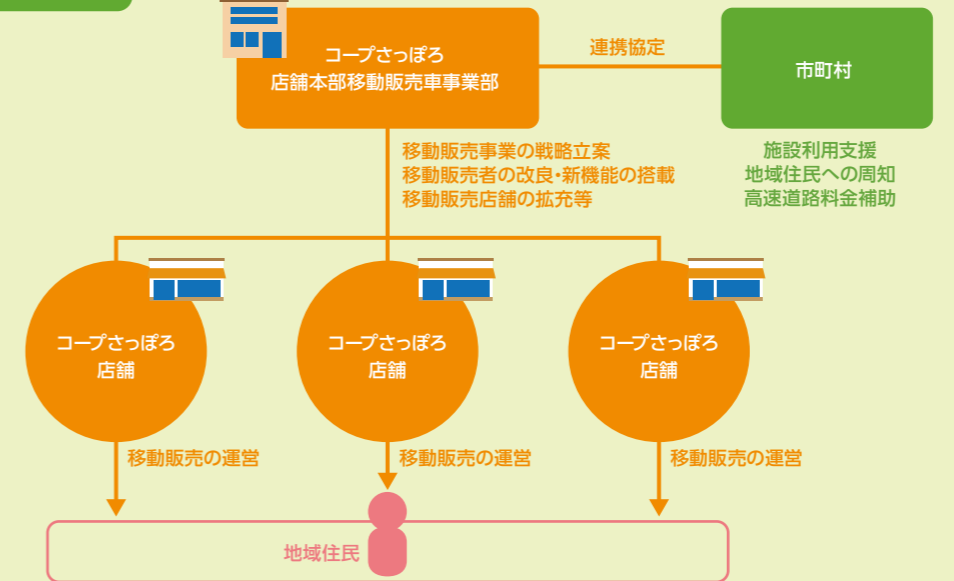 コープさっぽろ
店舗本部移動販売車事業部
連携協定
市町村
移動販売事業の戦略立案
移動販売者の改良・新機能の搭載
移動販売店舗の拡充等
施設利用支援
地域住民への周知
高速道路料金補助
コープさっぽろ
店舗
コープさっぽろ
店舗
コープさっぽろ
店舗
移動販売の運営
移動販売の運営
移動販売の運営
地域住民